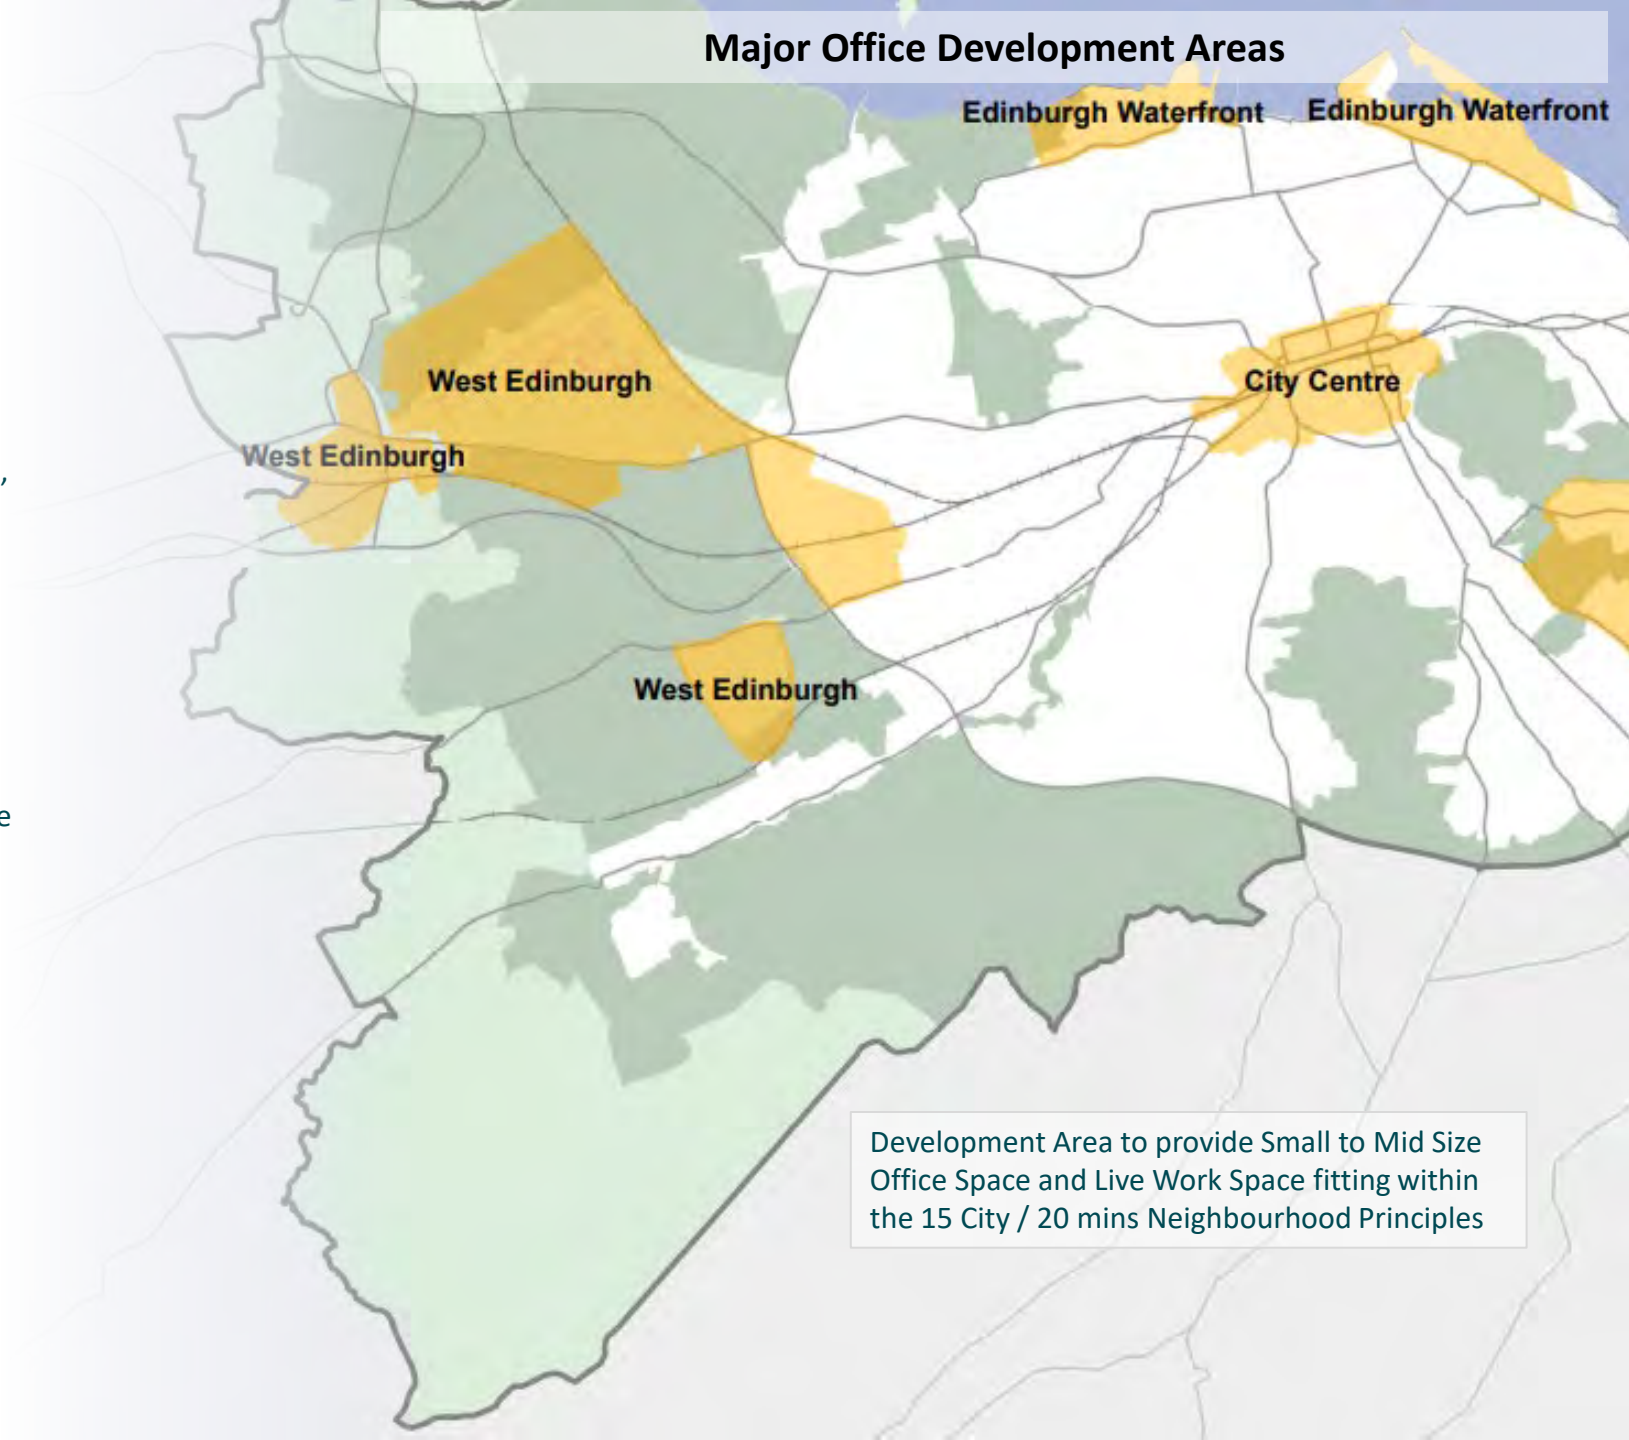 Major Office Development Areas
Edinburgh Waterfront
Edinburgh Waterfront
West Edinburgh
City Centre
West Edinburgh
,
West Edinburgh
e
Development Area to provide Small to Mid Size
Office Space and Live Work Space fitting within
the 15 City / 20 mins Neighbourhood Principles